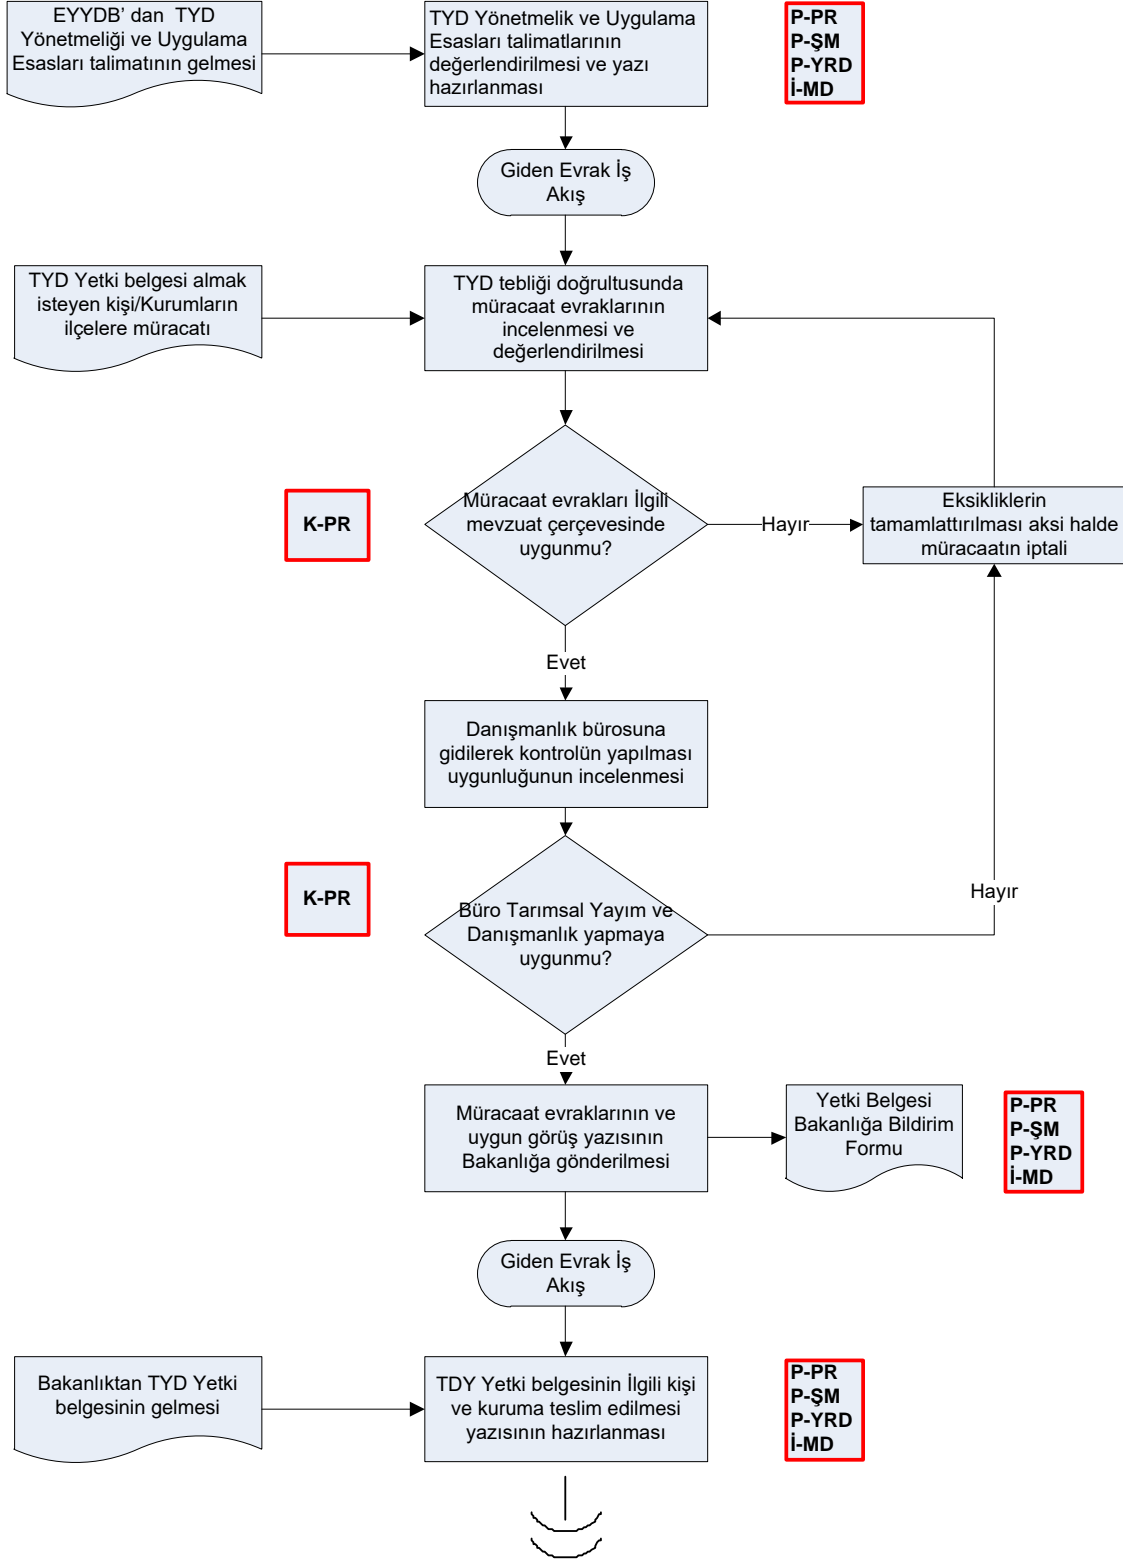 EYYDB’ dan  TYD
Yönetmeliği ve Uygulama
Esasları talimatının gelmesi
TYD Yönetmelik ve Uygulama
Esasları talimatlarının
değerlendirilmesi ve yazı
hazırlanması
P-PR
P-ŞM
P-YRD
İ-MD
Giden Evrak İş
Akış
TYD Yetki belgesi almak
isteyen kişi/Kurumların
ilçelere müracatı
TYD tebliği doğrultusunda
müracaat evraklarının
incelenmesi ve
değerlendirilmesi
K-PR
Müracaat evrakları İlgili
mevzuat çerçevesinde
uygunmu?
Hayır
Eksikliklerin
tamamlattırılması aksi halde
müracaatın iptali
Evet
Danışmanlık bürosuna
gidilerek kontrolün yapılması
uygunluğunun incelenmesi
K-PR
Büro Tarımsal Yayım ve
Danışmanlık yapmaya
uygunmu?
Hayır
Evet
Müracaat evraklarının ve
uygun görüş yazısının
Bakanlığa gönderilmesi
Yetki Belgesi
Bakanlığa Bildirim
Formu
P-PR
P-ŞM
P-YRD
İ-MD
Giden Evrak İş
Akış
Bakanlıktan TYD Yetki
belgesinin gelmesi
TDY Yetki belgesinin İlgili kişi
ve kuruma teslim edilmesi
yazısının hazırlanması
P-PR
P-ŞM
P-YRD
İ-MD